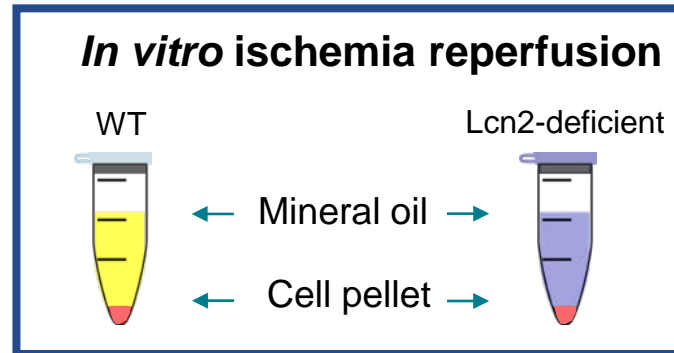 In vitro ischemia reperfusion
WT
Lcn2-deficient
Mineral oil
Cell pellet